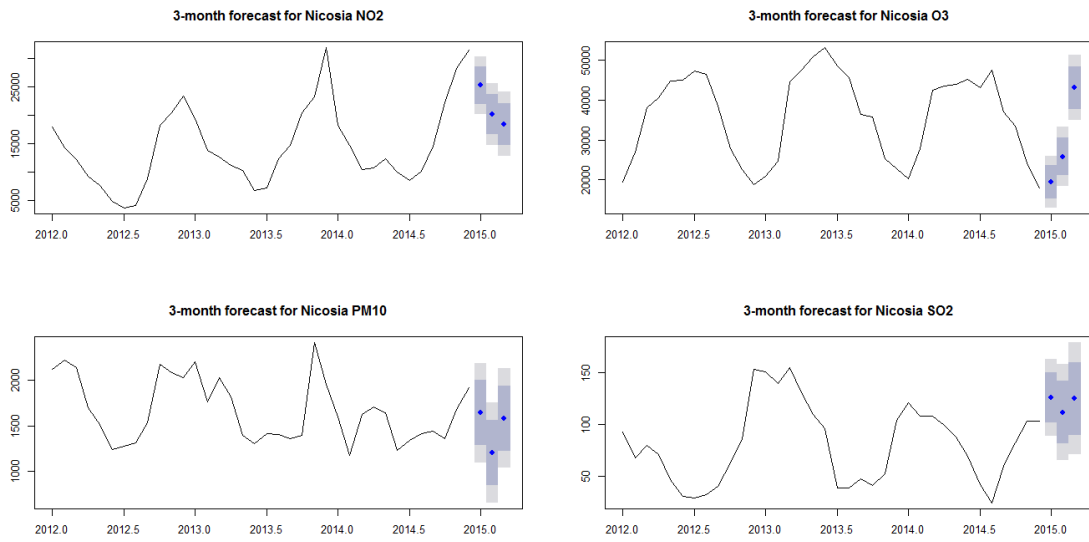 3-month forecast for Nicosia NO2
5000
15000
25000
2012.0 2012.5 2013.0 2013.5 2014.0 2014.5 2015.0
3-month forecast for Nicosia O3
20000
30000
40000
50000
2012.0 2012.5 2013.0 2013.5 2014.0 2014.5 2015.0
3-month forecast for Nicosia PM10
1000
1500
2000
2012.0 2012.5 2013.0 2013.5 2014.0 2014.5 2015.0
3-month forecast for Nicosia SO2
50
100
150
2012.0 2012.5 2013.0 2013.5 2014.0 2014.5 2015.0